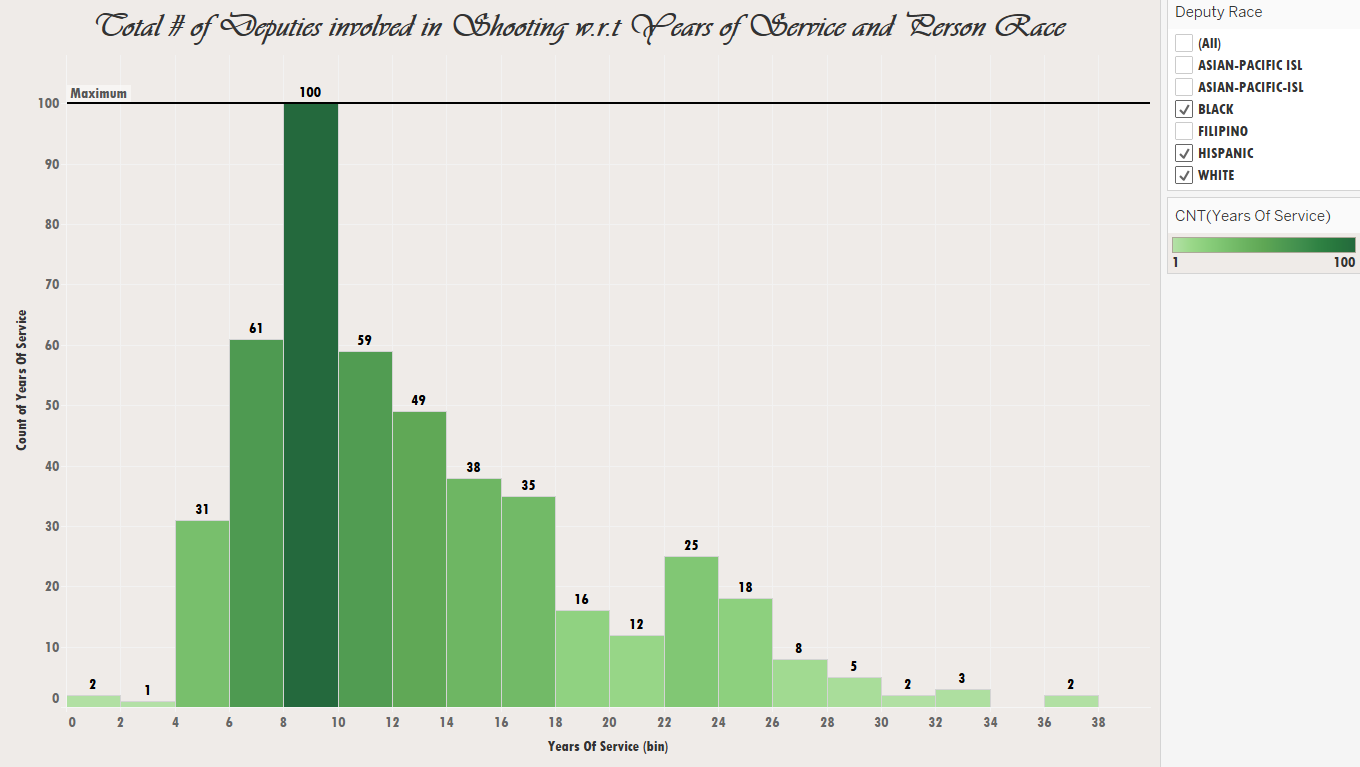 Total # of Deputies involved in Shooting w.r.t Years of Service and Person Race
Maximum
100
90
80
70
60
50
40
30
20
10
0
Count of Years Of Service
2
1
31
61
100
59
49
38
35
16
12
25
18
8
5
2
3
2
0 2 4 6 8 10 12 14 16 18 20 22 24 26 28 30 32 34 36 38
Years Of Service (bin)
Deputy Race
(All)
ASIAN-PACIFIC ISL
ASIAN-PACIFIC-ISL
BLACK
FILIPINO
HISPANIC
WHITE
CNT(Years Of Service)
1 100